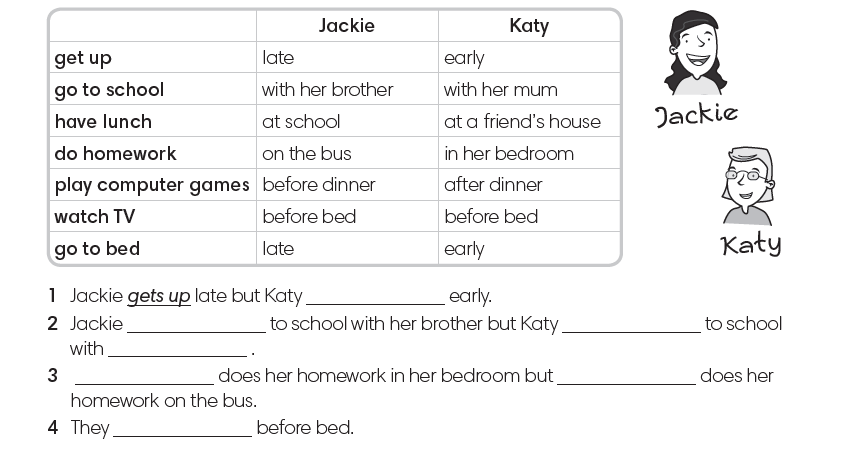 Jackie Katy
get up late early
go to school with her brother with her mum
have lunch at school at a friend's house
do homework on the bus in her bedroom
play computer games before dinner after dinner
watch TV before bed before bed
go to bed late early
Jackie
Katy
1 Jackie gets up late but Katy ______________ early.
2 Jackie ______________ to school with her brother but Katy ______________ to school
with ______________ .
3 ______________ does her homework in her bedroom but ______________ does her
homework on the bus.
4 They ______________ before bed.